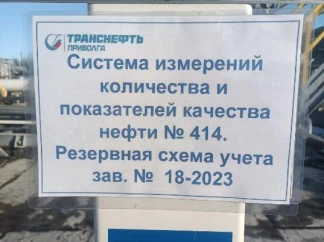 ТРАНСНЕФТЬ
ПРИВОЛГА
Система измерений
количества и
показателей качества
нефти № 414.
Резервная схема учета
зав. № 18-2023